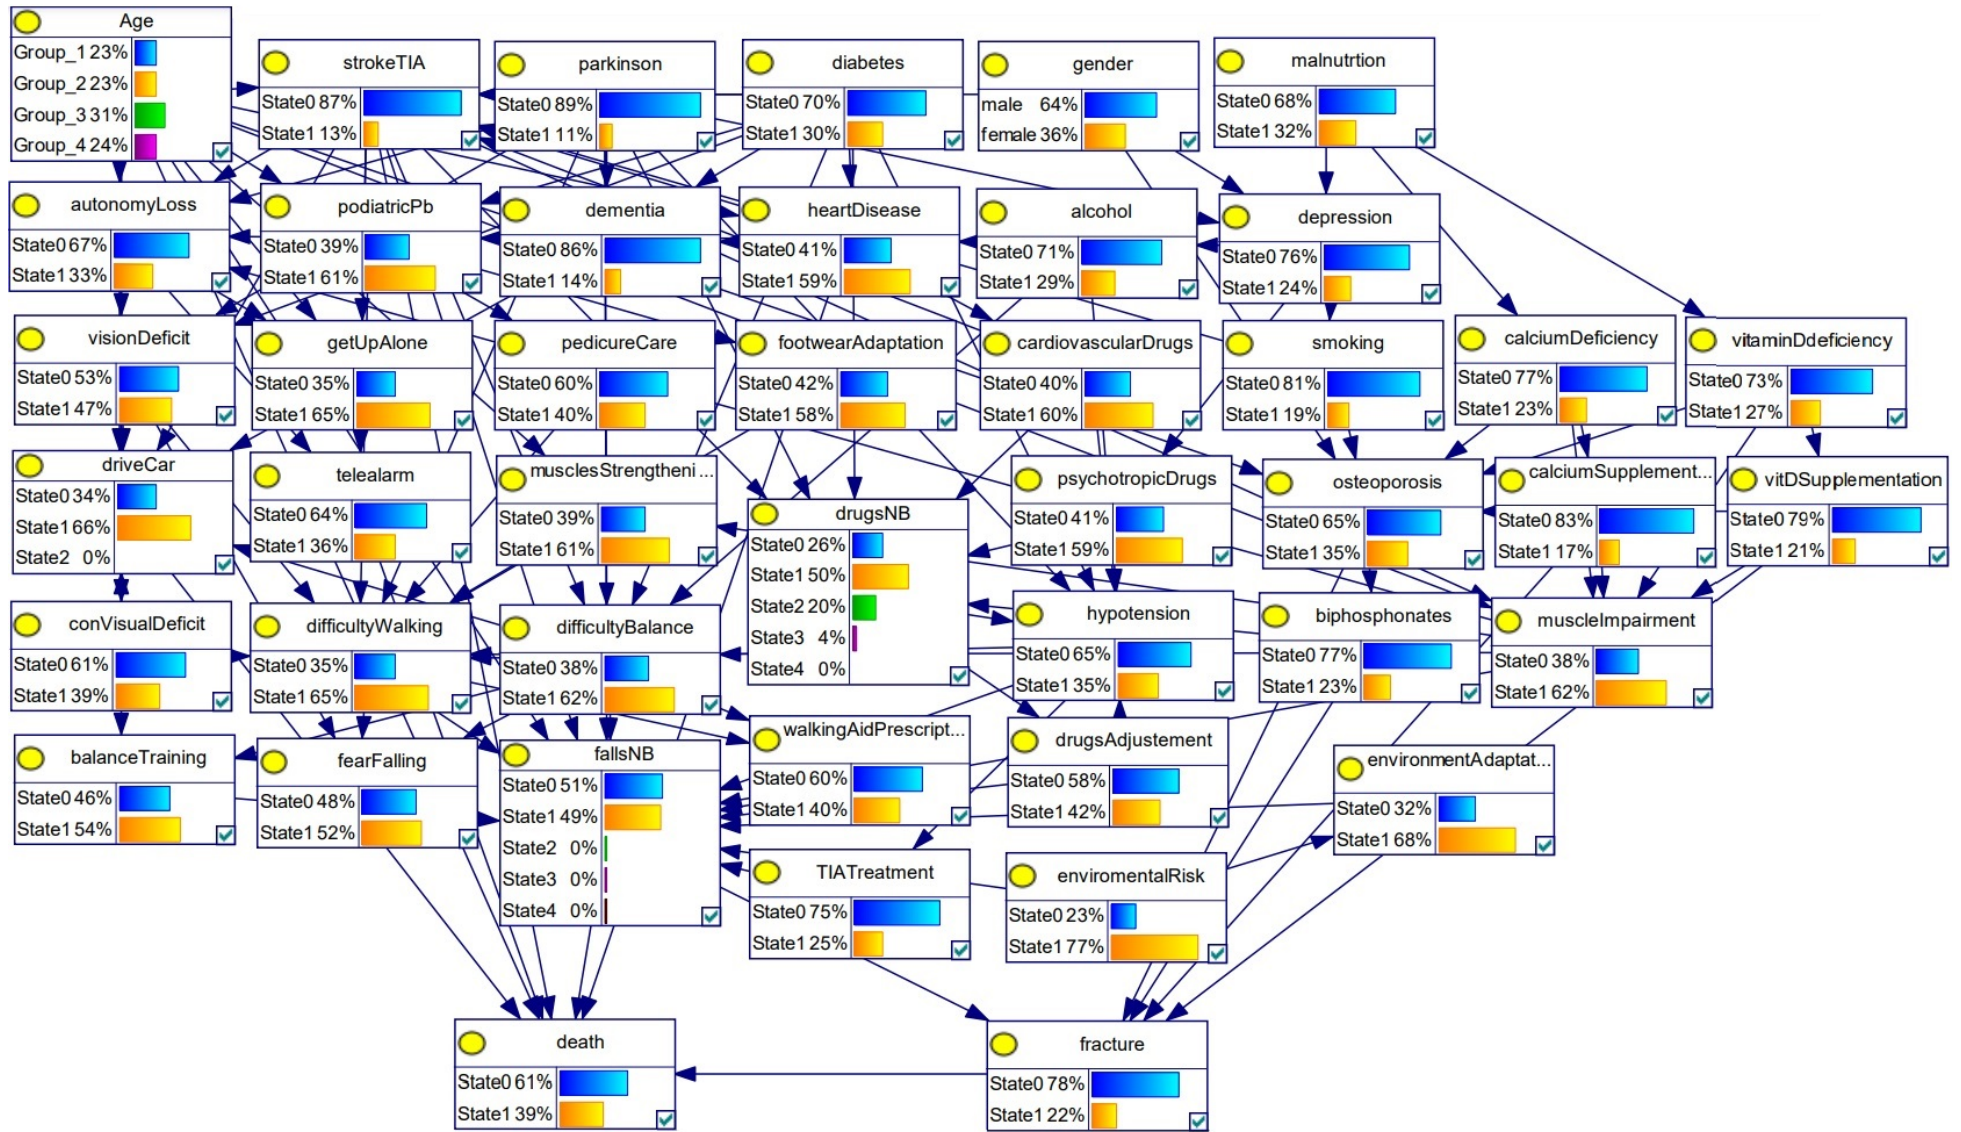 Age
Group_1 23%
Group_2 23%
Group_3 31%
Group_4 24%
strokeTIA
State0 87%
State1 13%
parkinson
State0 89%
State1 11%
diabetes
State0 70%
State1 30%
gender
male 64%
female 36%
malnutrtion
State0 68%
State1 32%
autonomyLoss
State0 67%
State1 33%
podiatricPb
State0 39%
State1 61%
dementia
State0 86%
State1 14%
heartDisease
State0 41%
State1 59%
alcohol
State0 71%
State1 29%
depression
State0 76%
State1 24%
visionDeficit
State0 53%
State1 47%
getUpAlone
State0 35%
State1 65%
pedicureCare
State0 60%
State1 40%
footwearAdaptation
State0 42%
State1 58%
cardiovascularDrugs
State0 40%
State1 60%
smoking
State0 81%
State1 19%
calciumDeficiency
State0 77%
State1 23%
vitaminDdeficiency
State0 73%
State1 27%
driveCar
State0 34%
State1 66%
State2 0%
telealarm
State0 64%
State1 36%
musclesStrengtheni...
State0 39%
State1 61%
drugsNB
State0 26%
State1 50%
State2 20%
State3 4%
State4 0%
psychotropicDrugs
State0 41%
State1 59%
osteoporosis
State0 65%
State1 35%
calciumSupplement...
State0 83%
State1 17%
vitDSupplementation
State0 79%
State1 21%
conVisualDeficit
State0 61%
State1 39%
difficultyWalking
State0 35%
State1 65%
difficultyBalance
State0 38%
State1 62%
hypotension
State0 65%
State1 35%
biphosphonates
State0 77%
State1 23%
muscleImpairment
State0 38%
State1 62%
balanceTraining
State0 46%
State1 54%
fearFalling
State0 48%
State1 52%
fallsNB
State0 51%
State1 49%
State2 0%
State3 0%
State4 0%
walkingAidPrescript...
State0 60%
State1 40%
drugsAdjustement
State0 58%
State1 42%
environmentAdaptat...
State0 32%
State1 68%
TIATreatment
State0 75%
State1 25%
enviromentalRisk
State0 23%
State1 77%
death
State0 61%
State1 39%
fracture
State0 78%
State1 22%